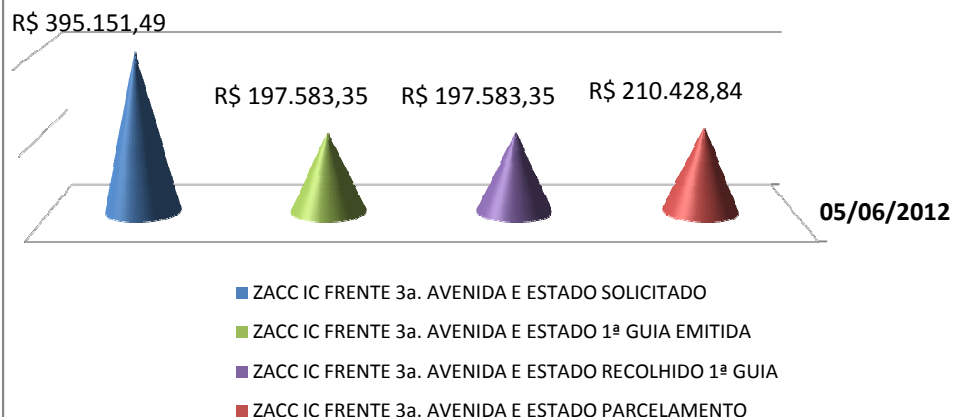 R$ 395.151,49
R$ 197.583,35
R$ 197.583,35
R$ 210.428,84
05/06/2012
ZACC IC FRENTE 3a. AVENIDA E ESTADO SOLICITADO
ZACC IC FRENTE 3a. AVENIDA E ESTADO 1ª GUIA EMITIDA
ZACC IC FRENTE 3a. AVENIDA E ESTADO RECOLHIDO 1ª GUIA
ZACC IC FRENTE 3a. AVENIDA E ESTADO PARCELAMENTO